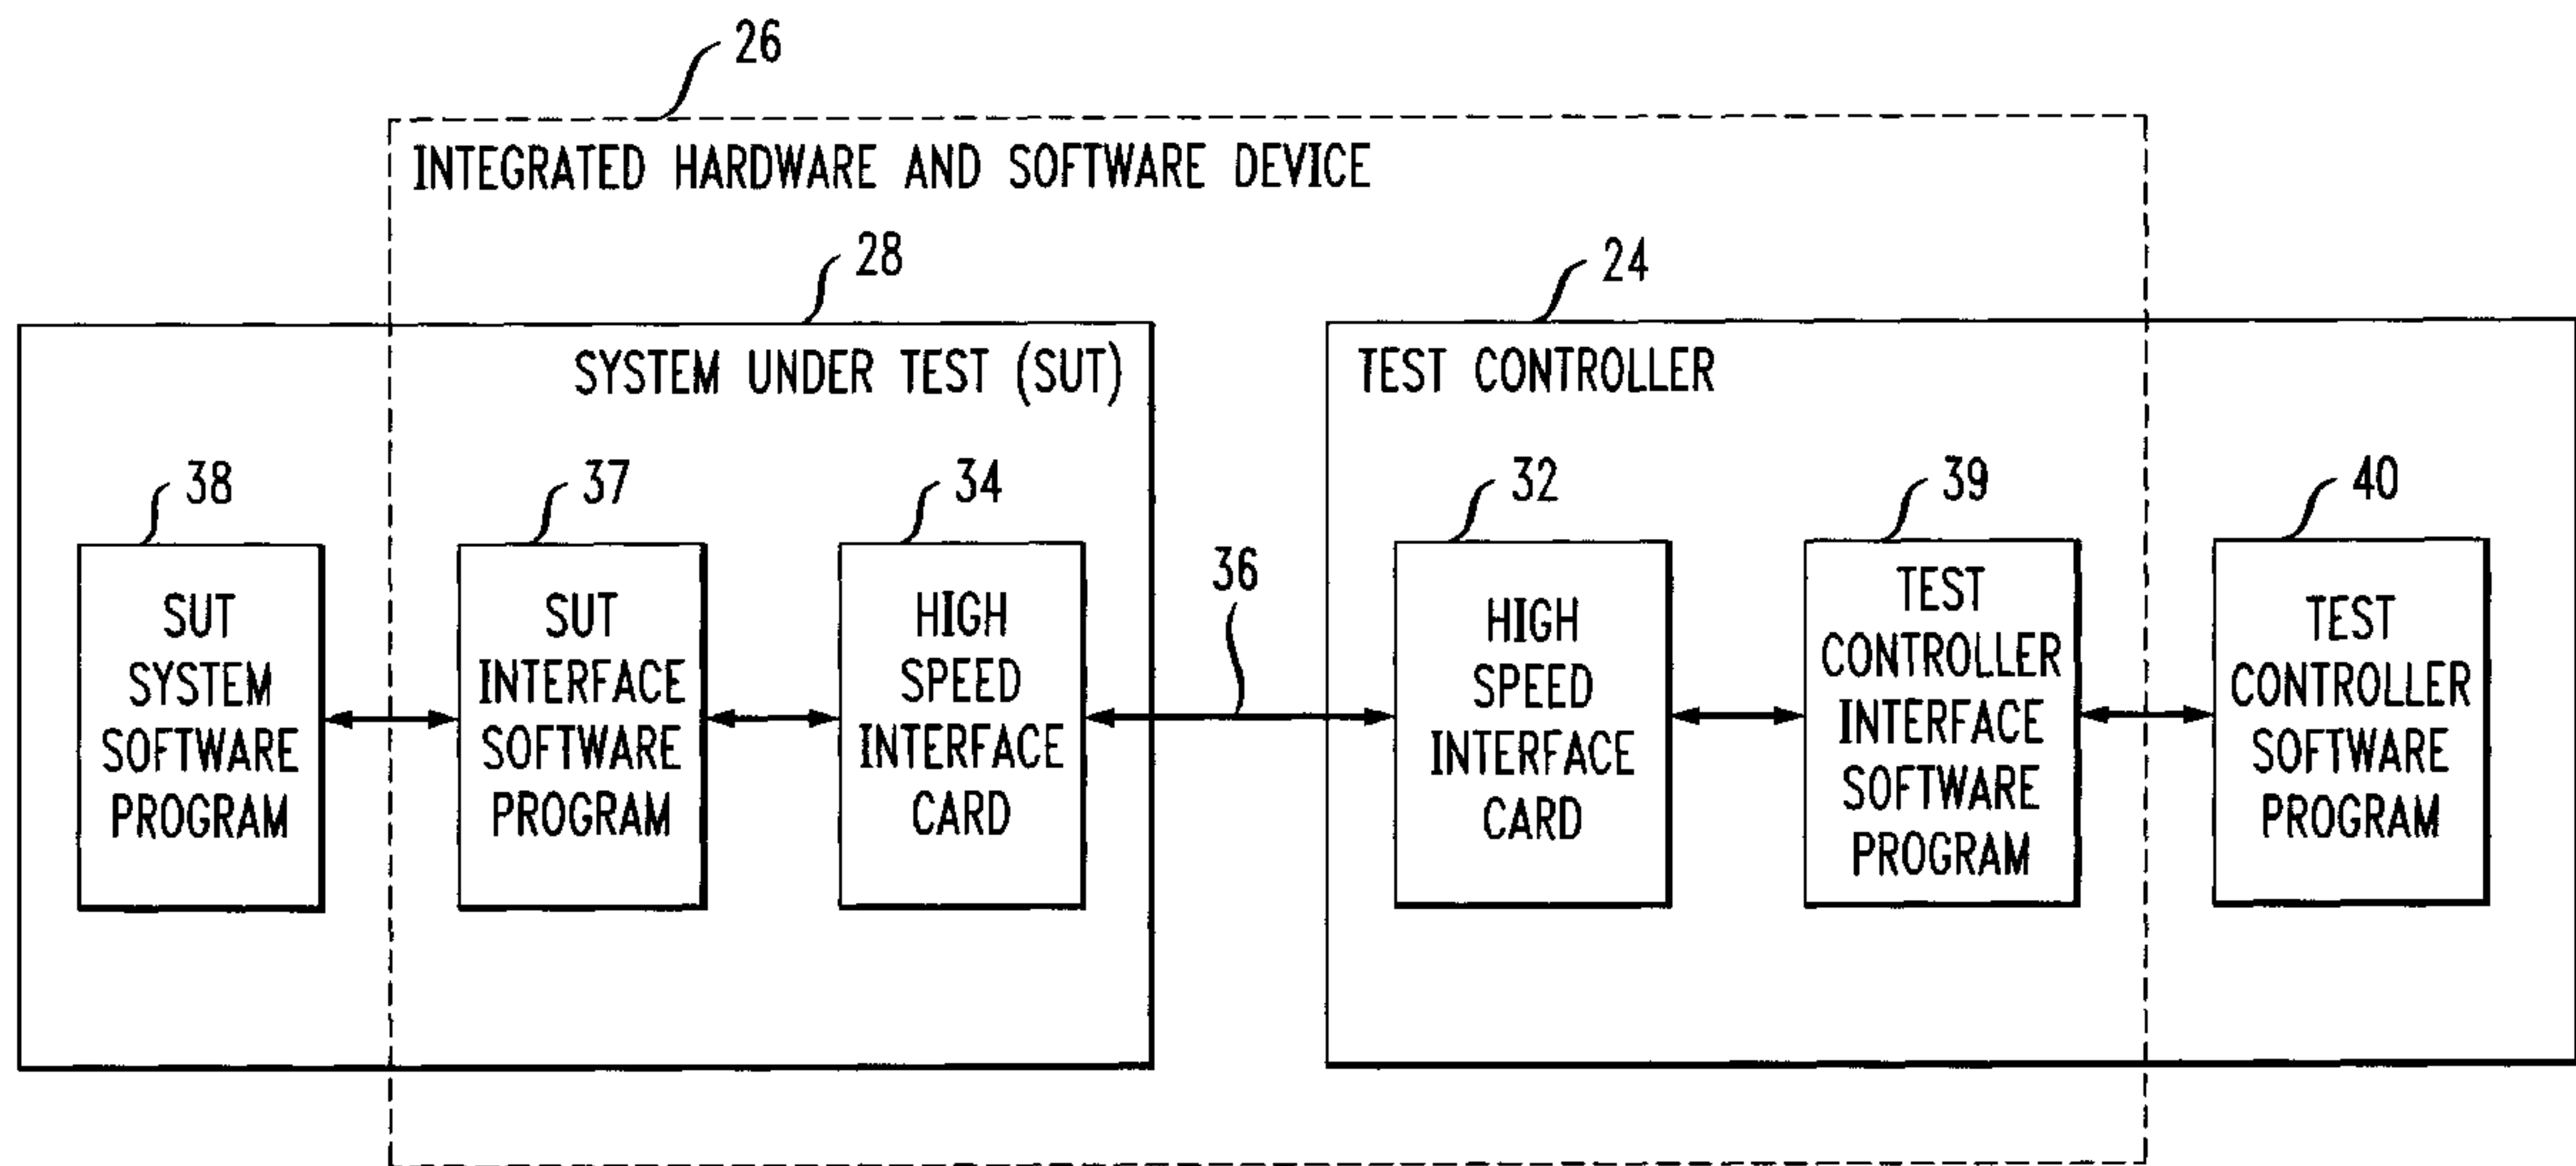 26
INTEGRATED HARDWARE AND SOFTWARE DEVICE
28
24
SYSTEM UNDER TEST (SUT)
TEST CONTROLLER
38
37
34
36
32
39
40
SUT
SYSTEM
SOFTWARE
PROGRAM
SUT
INTERFACE
SOFTWARE
PROGRAM
HIGH
SPEED
INTERFACE
CARD
HIGH
SPEED
INTERFACE
CARD
TEST
CONTROLLER
INTERFACE
SOFTWARE
PROGRAM
TEST
CONTROLLER
SOFTWARE
PROGRAM